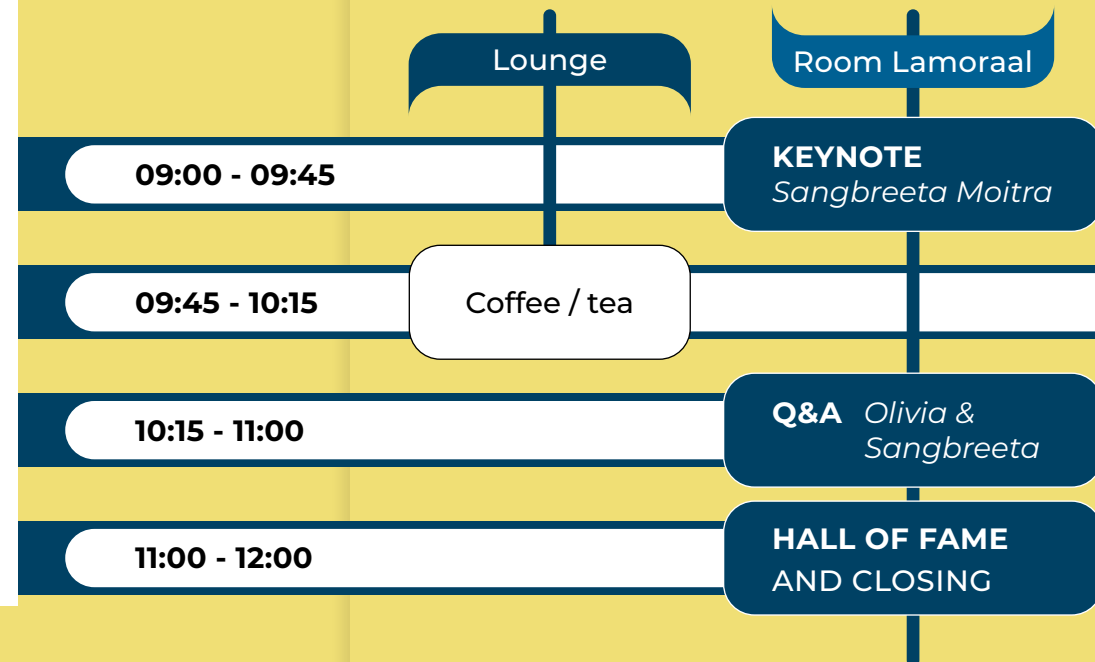 Lounge
Room Lamoraal
09:00 - 09:45
KEYNOTE
Sangbreeta Moitra
09:45 - 10:15
Coffee / tea
10:15 - 11:00
Q&A Olivia &
Sangbreeta
11:00 - 12:00
HALL OF FAME
AND CLOSING